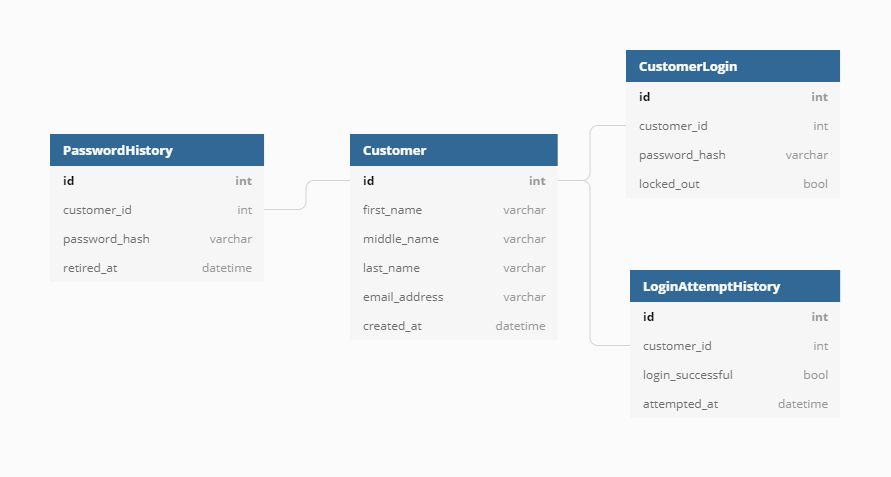 PasswordHistory
id int
customer_id int
password_hash varchar
retired_at datetime
Customer
id int
first_name varchar
middle_name varchar
last_name varchar
email_address varchar
created_at datetime
CustomerLogin
id int
customer_id int
password_hash varchar
locked_out bool
LoginAttemptHistory
id int
customer_id int
login_successful bool
attempted_at datetime